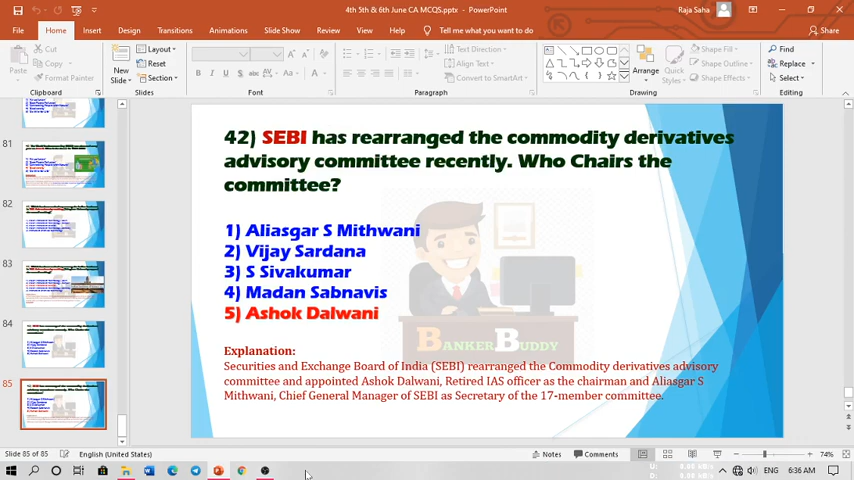 4th 5th & 6th June CA MCQS.pptx - PowerPoint
Raja Saha
File Home Insert Design Transitions Animations Slide Show Review View Help Tell me what you want to do
Share
Cut
Copy
Format Painter
Paste
Clipboard
New Slide
Layout
Reset
Section
Slides
Font
Text Direction
Align Text
Convert to SmartArt
Paragraph
Arrange
Quick Styles
Shape Fill
Shape Outline
Shape Effects
Drawing
Find
Replace
Select
Editing
81
82
83
84
85
42) SEBI has rearranged the commodity derivatives
advisory committee recently. Who Chairs the
committee?
1) Aliasgar S Mithwani
2) Vijay Sardana
3) S Sivakumar
4) Madan Sabnavis
5) Ashok Dalwani
BANKER BUDDY
Explanation:
Securities and Exchange Board of India (SEBI) rearranged the Commodity derivatives advisory
committee and appointed Ashok Dalwani, Retired IAS officer as the chairman and Aliasgar S
Mithwani, Chief General Manager of SEBI as Secretary of the 17-member committee.
Slide 85 of 85 English (United States) Notes Comments 74%
ENG 6:36 AM